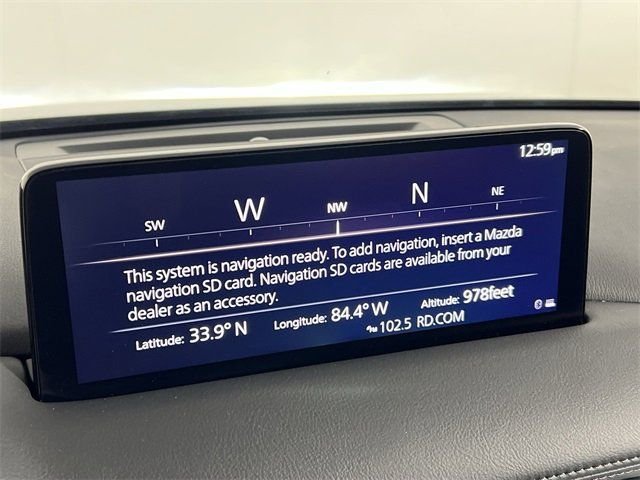 12:59pm
SW W NW N NE
This system is navigation ready. To add navigation, insert a Mazda
navigation SD card. Navigation SD cards are available from your
dealer as an accessory.
Latitude: 33.9° N Longitude: 84.4° W Altitude: 978feet
102.5 RD.COM